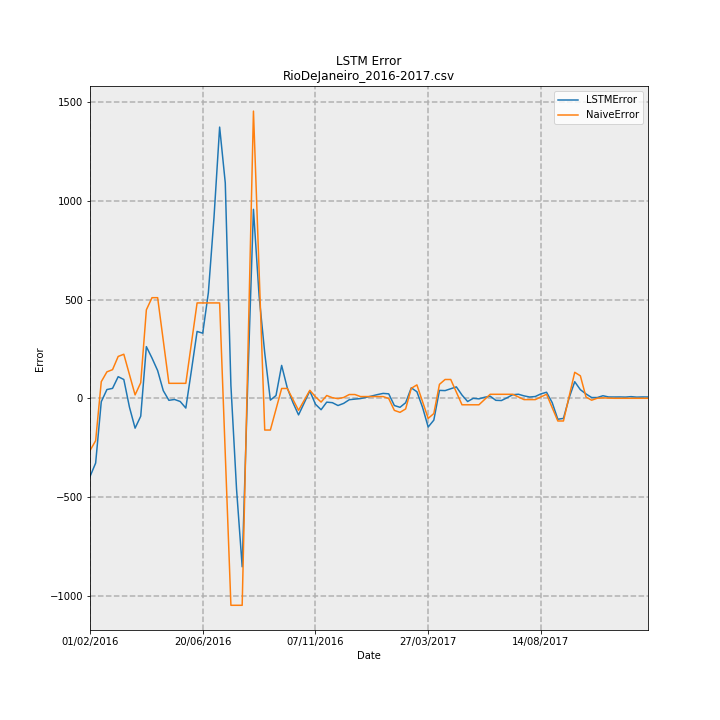 LSTM Error
RioDeJaneiro_2016-2017.csv
LSTMError
NaiveError
1500
1000
500
0
−500
−1000
Error
01/02/2016
20/06/2016
07/11/2016
27/03/2017
14/08/2017
Date